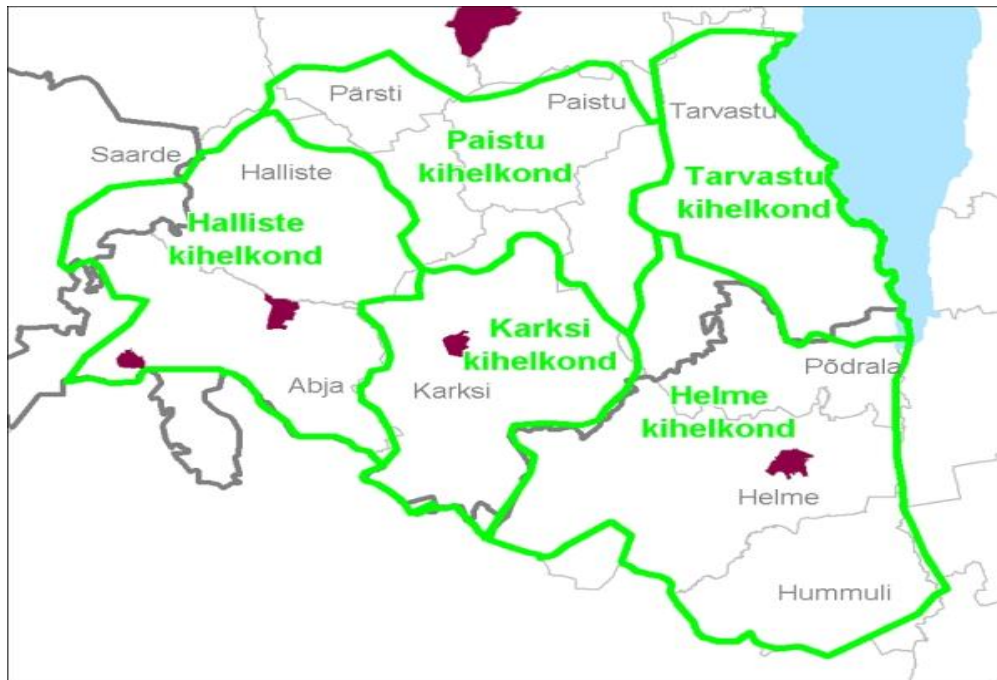 Pärsti
Paistu
Tarvastu
Saarde
Halliste
Paistu
kihelkond
Tarvastu
kihelkond
Halliste
kihelkond
Karksi
kihelkond
Abja
Karksi
Põdrala
Helme
kihelkond
Helme
Hummuli